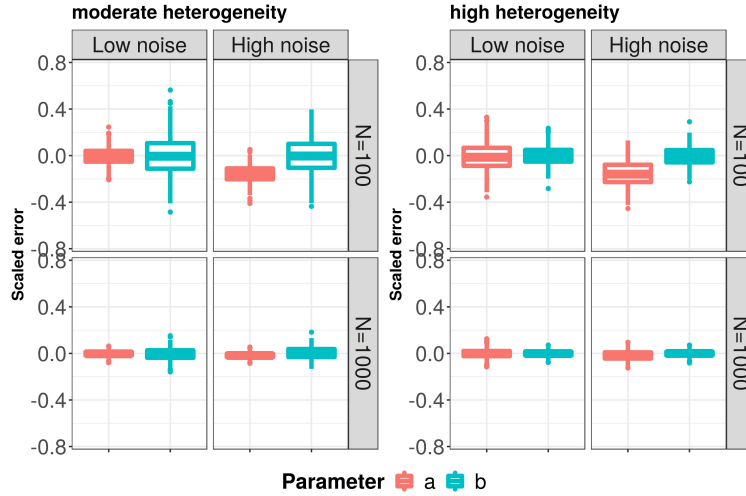 moderate heterogeneity
high heterogeneity
Low noise
High noise
Low noise
High noise
0.8
0.4
0.0
-0.4
-0.8
N=100
0.8
0.4
0.0
-0.4
-0.8
N=100
Scaled error
Scaled error
0.8
0.4
0.0
-0.4
-0.8
N=1000
0.8
0.4
0.0
-0.4
-0.8
N=1000
Parameter a b